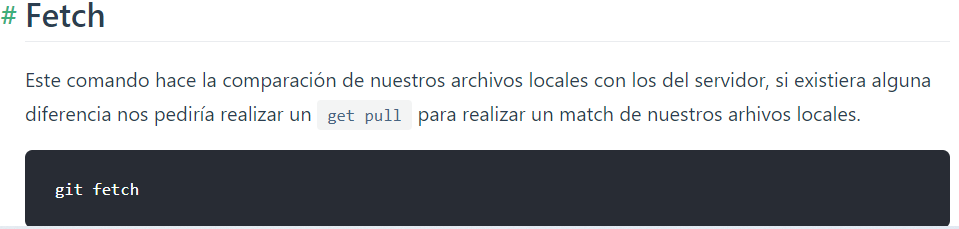 # Fetch
Este comando hace la comparación de nuestros archivos locales con los del servidor, si existiera alguna
diferencia nos pediría realizar un get pull para realizar un match de nuestros arhivos locales.
git fetch